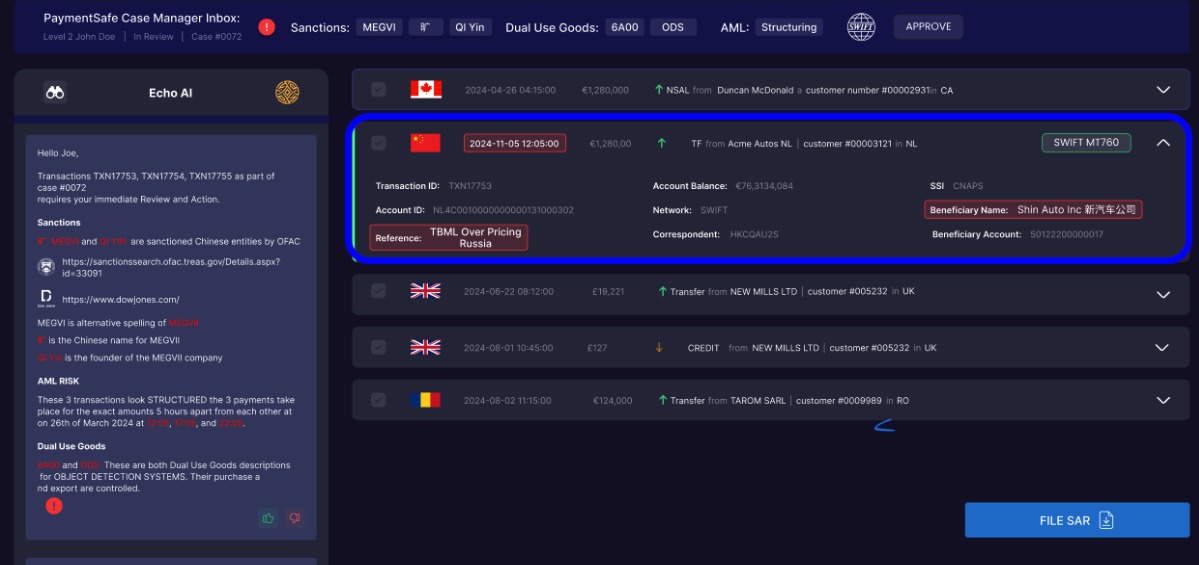 PaymentSafe Case Manager Inbox:
Level 2 John Doe | In Review | Case #0072
! Sanctions: MEGVI 旷 QI Yin Dual Use Goods: 6A00 ODS AML: Structuring SWIFT APPROVE
Echo AI
Hello Joe,
Transactions TXN17753, TXN17754, TXN17755 as part of
case #0072
requires your immediate Review and Action.
Sanctions
MEGVI and QI YIN are sanctioned Chinese entities by OFAC
https://sanctionssearch.ofac.treas.gov/Details.aspx?
id=33091
https://www.dowjones.com/
MEGVI is alternative spelling of MEGVII
is the Chinese name for MEGVII
QI Yin is the founder of the MEGVII company
AML RISK
These 3 transactions look STRUCTURED the 3 payments take
place for the exact amounts 5 hours apart from each other at
on 26th of March 2024 at 12:05, 17:05, and 22:05.
Dual Use Goods
6A00 and ODS These are both Dual Use Goods descriptions
for OBJECT DETECTION SYSTEMS. Their purchase a
nd export are controlled.
!
2024-04-26 04:15:00 €1,280,000 ↑ NSAL from Duncan McDonald a customer number #00002931in CA
2024-11-05 12:05:00 €1,280,00 ↑ TF from Acme Autos NL | customer #00003121 in NL SWIFT MT760
Transaction ID: TXN17753 Account Balance: €76,3134,084 SSI CNAPS
Account ID: NL4C0010000000000131000302 Network: SWIFT Beneficiary Name: Shin Auto Inc 新汽车公司
Reference: TBML Over Pricing
Russia
Correspondent: HKCQAU2S Beneficiary Account: 50122200000017
2024-06-22 08:12:00 £19,221 ↑ Transfer from NEW MILLS LTD | customer #005232 in UK
2024-08-01 10:45:00 £127 ↓ CREDIT from NEW MILLS LTD | customer #005232 in UK
2024-08-02 11:15:00 €124,000 ↑ Transfer from TAROM SARL | customer #0009989 in RO
FILE SAR